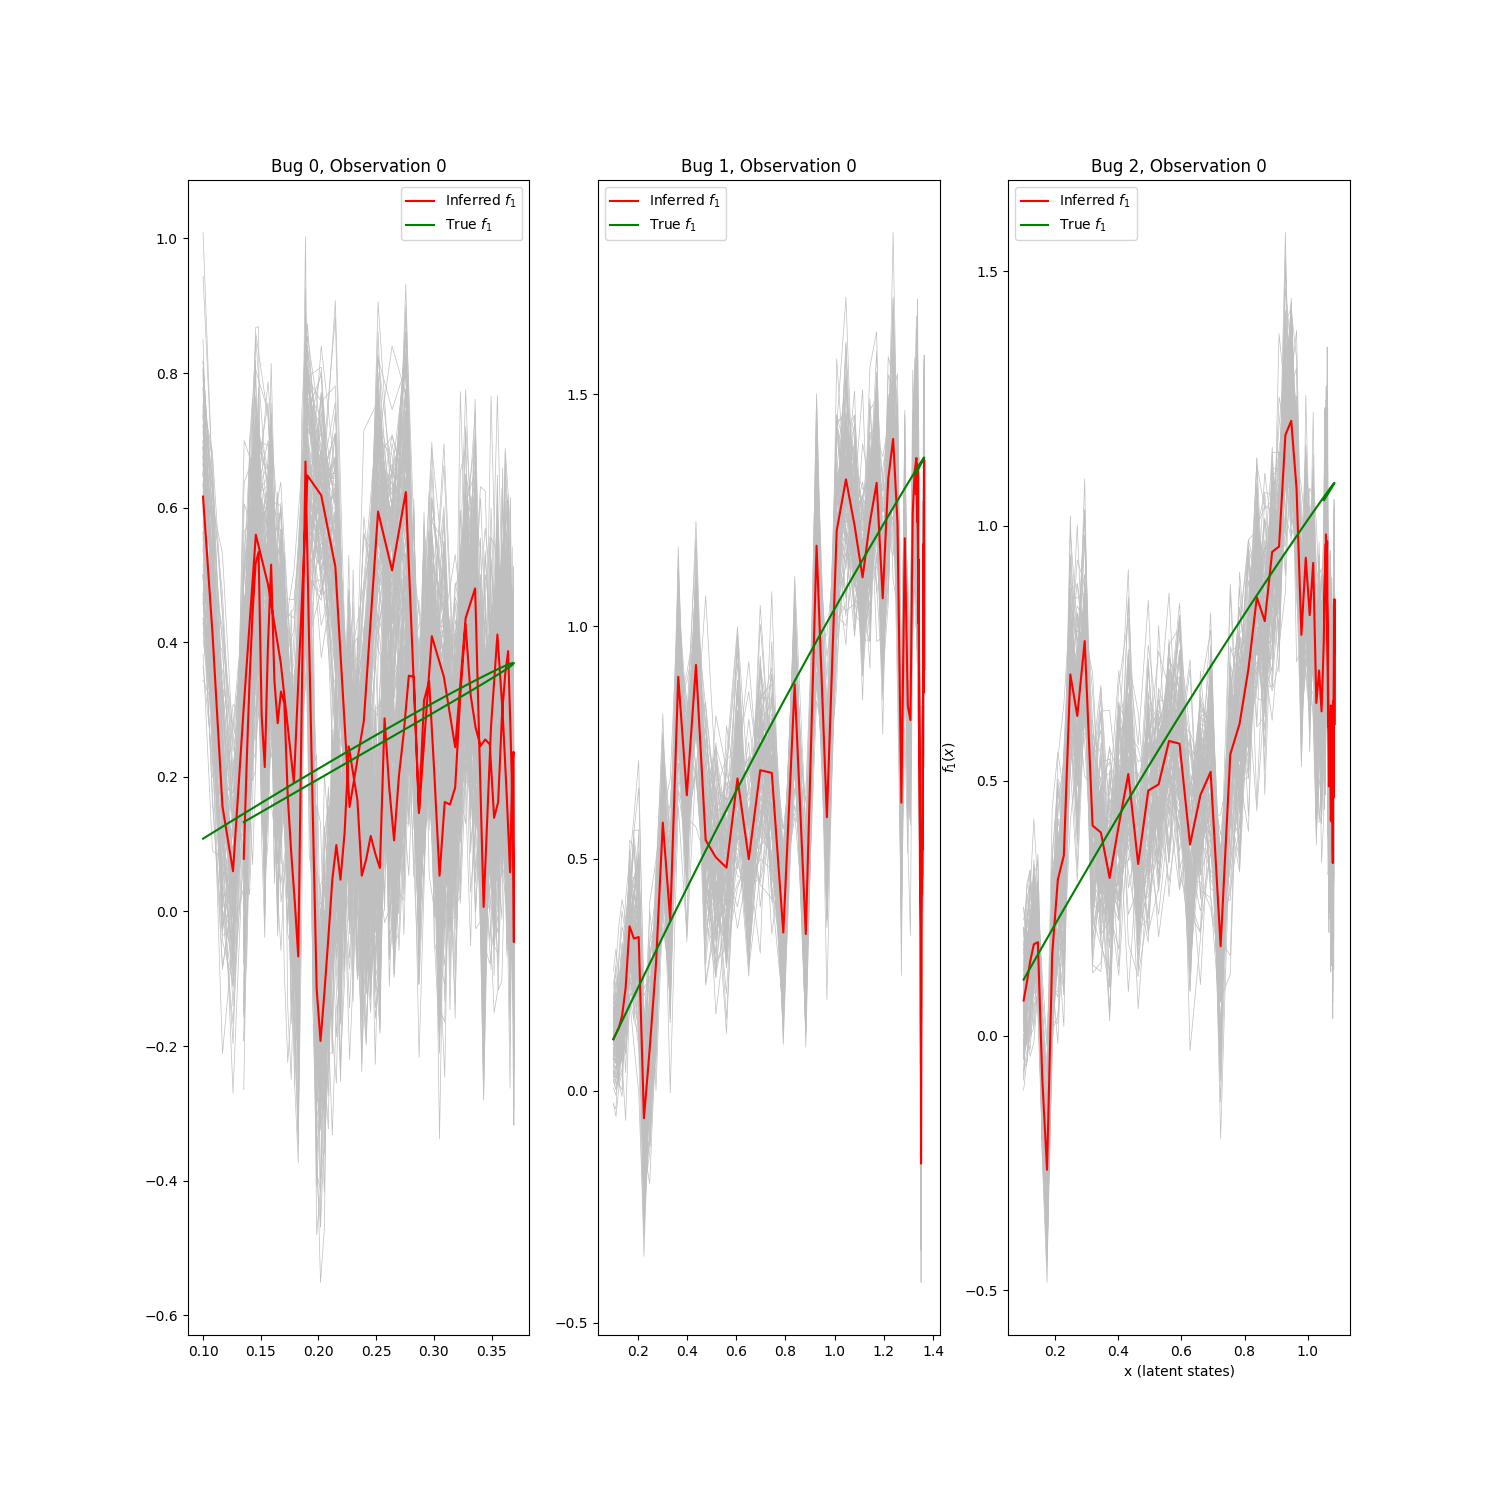 Bug 0, Observation 0
Inferred f₁
True f₁
1.0
0.8
0.6
0.4
0.2
0.0
−0.2
−0.4
−0.6
0.10 0.15 0.20 0.25 0.30 0.35
Bug 1, Observation 0
Inferred f₁
True f₁
1.5
1.0
0.5
0.0
−0.5
0.2 0.4 0.6 0.8 1.0 1.2 1.4
Bug 2, Observation 0
Inferred f₁
True f₁
f₁(x)
1.5
1.0
0.5
0.0
−0.5
0.2 0.4 0.6 0.8 1.0
x (latent states)